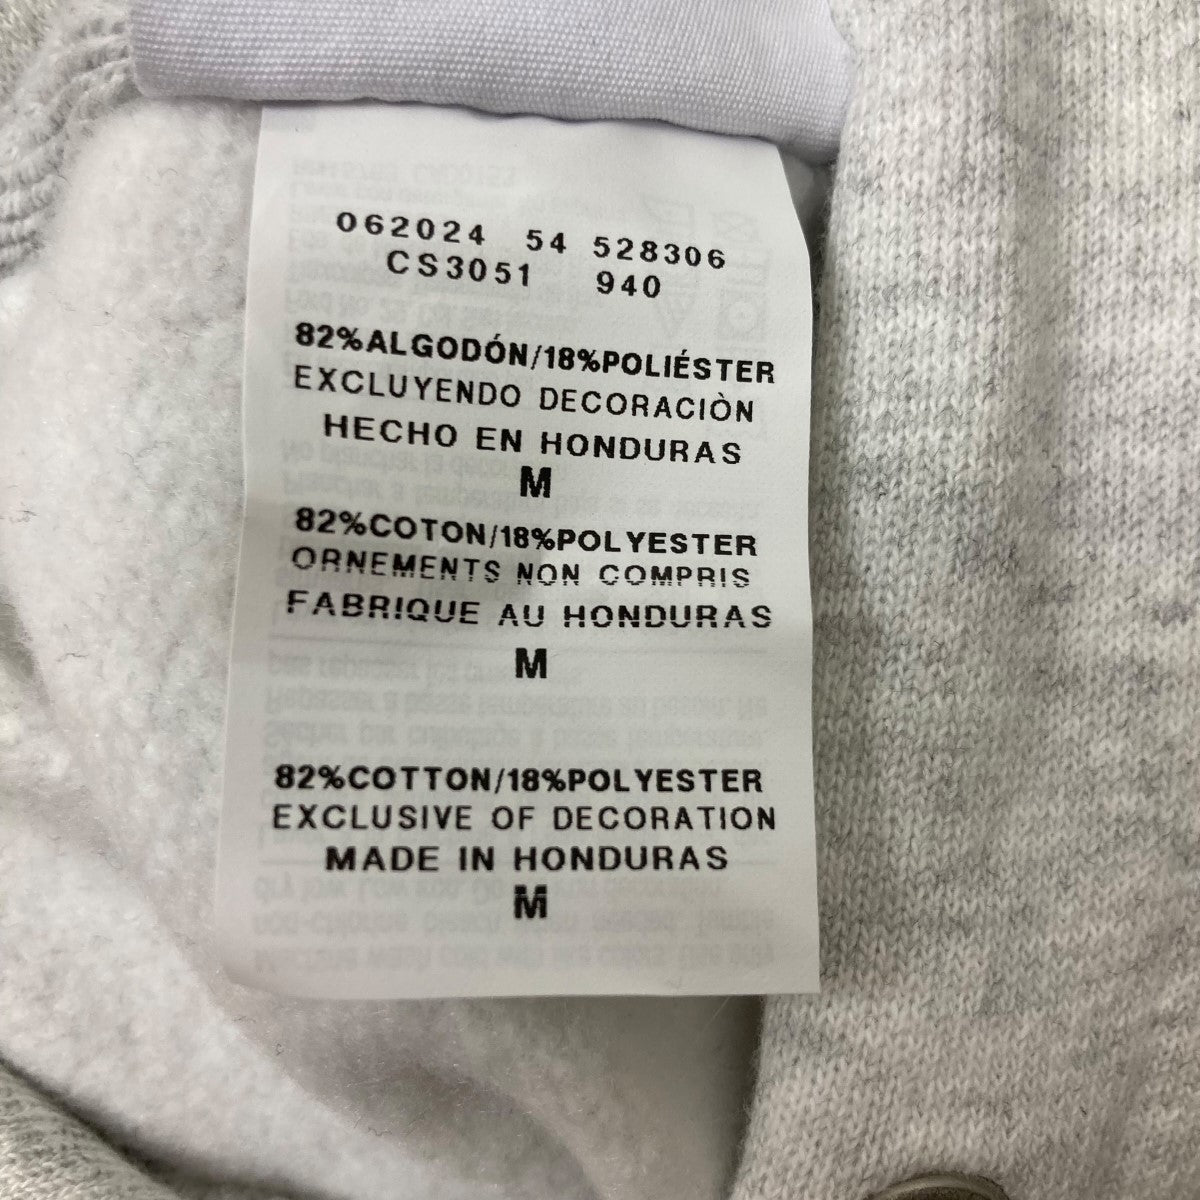 062024 54 528306
CS3051 940
82%ALGODÓN/18%POLIÉSTER
EXCLUYENDO DECORACIÒN
HECHO EN HONDURAS
M
82%COTON/18%POLYESTER
ORNEMENTS NON COMPRIS
FABRIQUE AU HONDURAS
M
82%COTTON/18%POLYESTER
EXCLUSIVE OF DECORATION
MADE IN HONDURAS
M